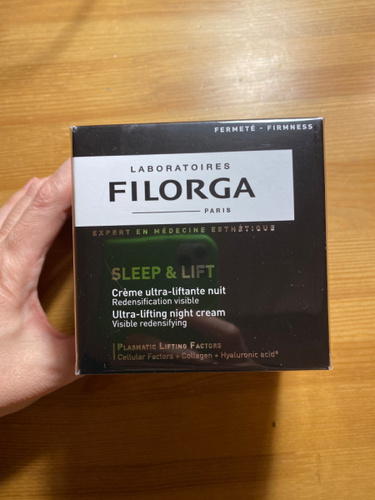 FERMETÉ - FIRMNESS
LABORATOIRES
FILORGA
PARIS
EXPERT EN MÉDECINE ESTHÉTIQUE
SLEEP & LIFT
Crème ultra-liftante nuit
Redensification visible
Ultra-lifting night cream
Visible redensifying
PLASMATIC LIFTING FACTORS
Cellular Factors + Collagen + Hyaluronic acid*